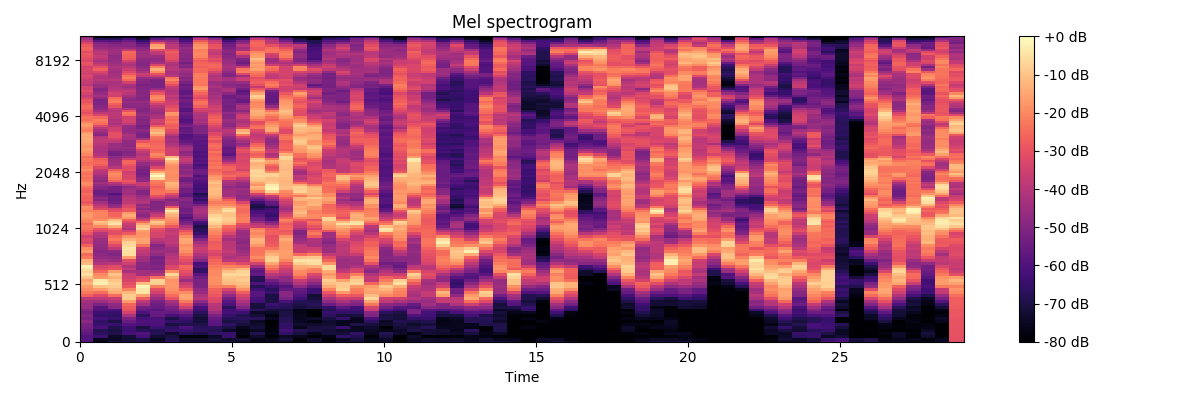 Mel spectrogram
+0 dB
8192
-10 dB
4096
-20 dB
-30 dB
2048
Hz
-40 dB
1024
-50 dB
512
-60 dB
-70 dB
0
-80 dB
0 5 10 15 20 25
Time